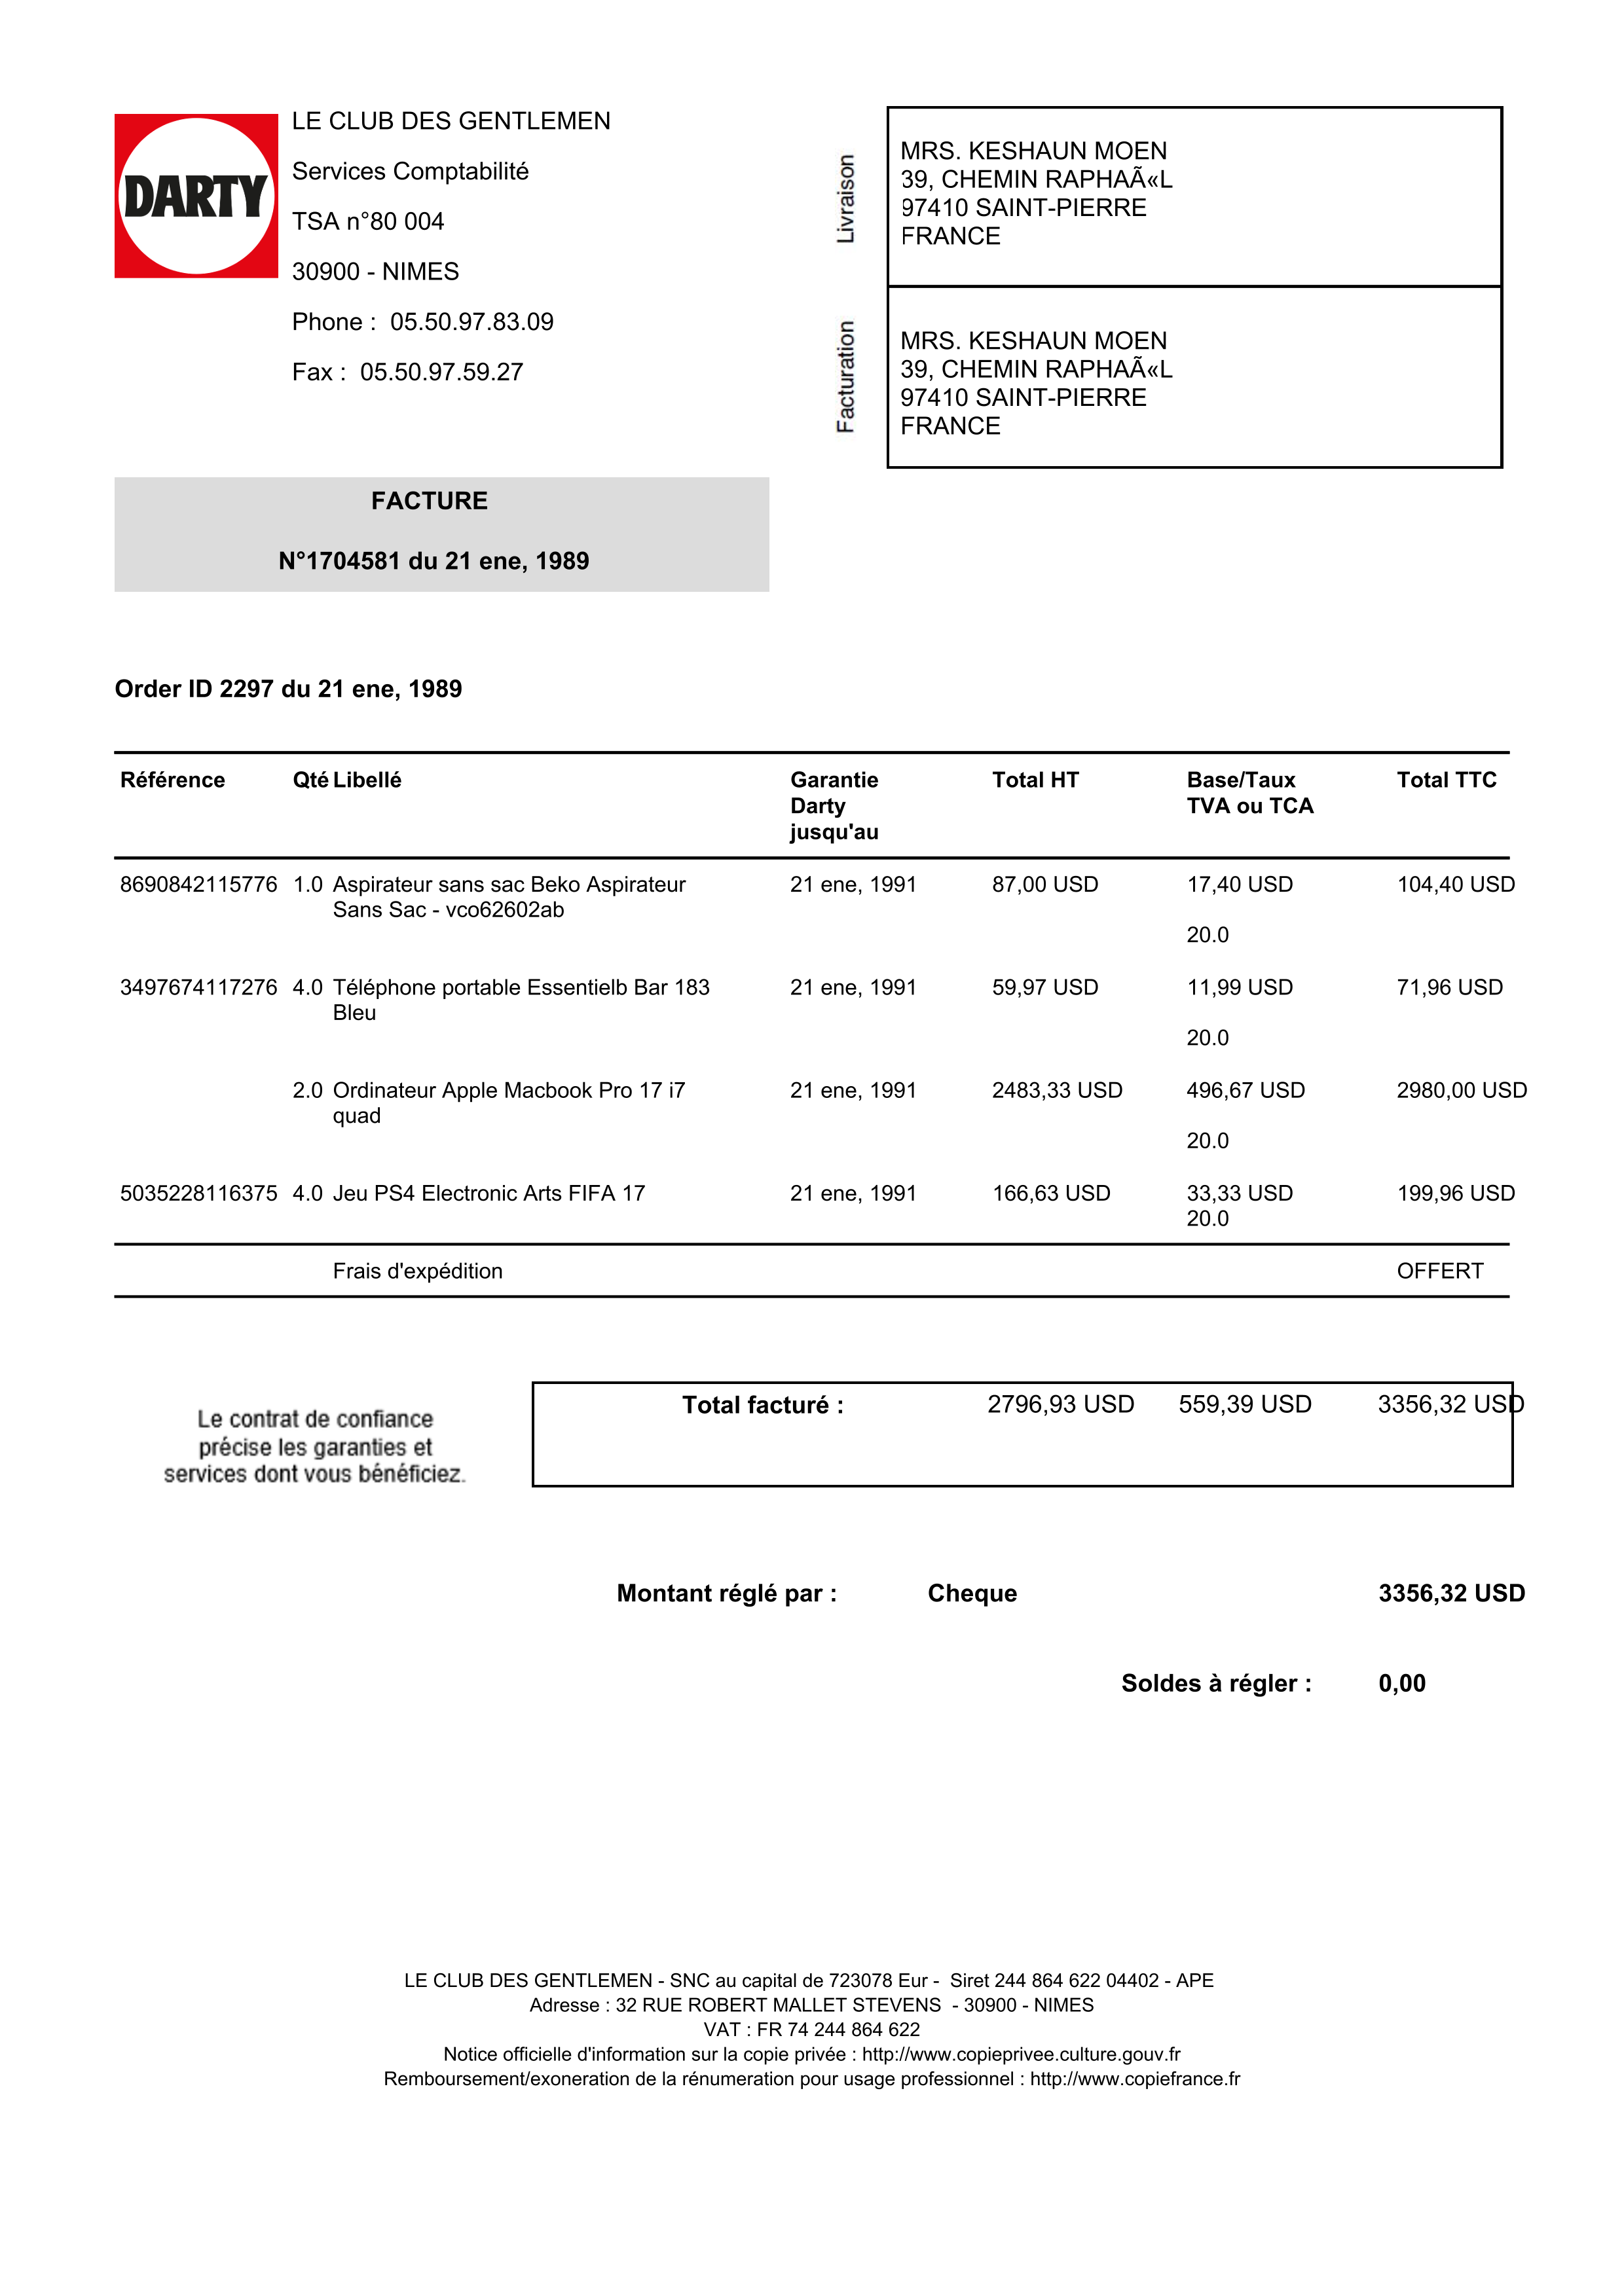 DARTY
LE CLUB DES GENTLEMEN
Services Comptabilité
TSA n°80 004
30900 - NIMES
Phone : 05.50.97.83.09
Fax : 05.50.97.59.27
Livraison
MRS. KESHAUN MOEN
39, CHEMIN RAPHAÃ«L
97410 SAINT-PIERRE
FRANCE
Facturation
MRS. KESHAUN MOEN
39, CHEMIN RAPHAÃ«L
97410 SAINT-PIERRE
FRANCE
FACTURE
N°1704581 du 21 ene, 1989
Order ID 2297 du 21 ene, 1989
Référence Qté Libellé Garantie Total HT Base/Taux Total TTC
Darty TVA ou TCA
jusqu'au
8690842115776 1.0 Aspirateur sans sac Beko Aspirateur 21 ene, 1991 87,00 USD 17,40 USD 104,40 USD
Sans Sac - vco62602ab
20.0
3497674117276 4.0 Téléphone portable Essentielb Bar 183 21 ene, 1991 59,97 USD 11,99 USD 71,96 USD
Bleu
20.0
2.0 Ordinateur Apple Macbook Pro 17 i7 21 ene, 1991 2483,33 USD 496,67 USD 2980,00 USD
quad
20.0
5035228116375 4.0 Jeu PS4 Electronic Arts FIFA 17 21 ene, 1991 166,63 USD 33,33 USD 199,96 USD
20.0
Frais d'expédition OFFERT
Total facturé : 2796,93 USD 559,39 USD 3356,32 USD
Le contrat de confiance
précise les garanties et
services dont vous bénéficiez.
Montant réglé par : Cheque 3356,32 USD
Soldes à régler : 0,00
LE CLUB DES GENTLEMEN - SNC au capital de 723078 Eur - Siret 244 864 622 04402 - APE
Adresse : 32 RUE ROBERT MALLET STEVENS - 30900 - NIMES
VAT : FR 74 244 864 622
Notice officielle d'information sur la copie privée : http://www.copieprivee.culture.gouv.fr
Remboursement/exoneration de la rénumeration pour usage professionnel : http://www.copiefrance.fr